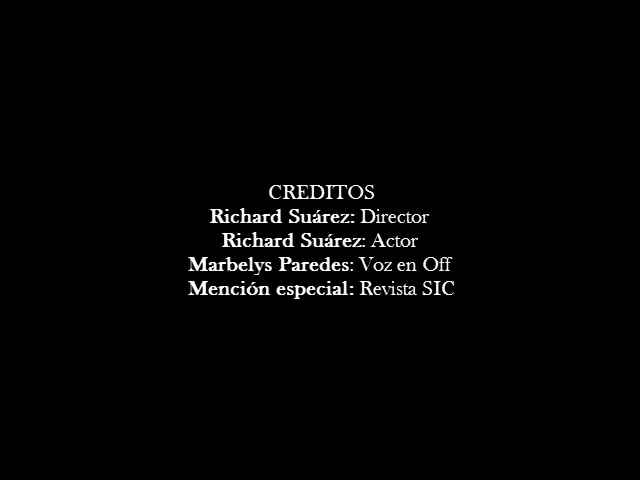 CREDITOS
Richard Suárez: Director
Richard Suárez: Actor
Marbelys Paredes: Voz en Off
Mención especial: Revista SIC